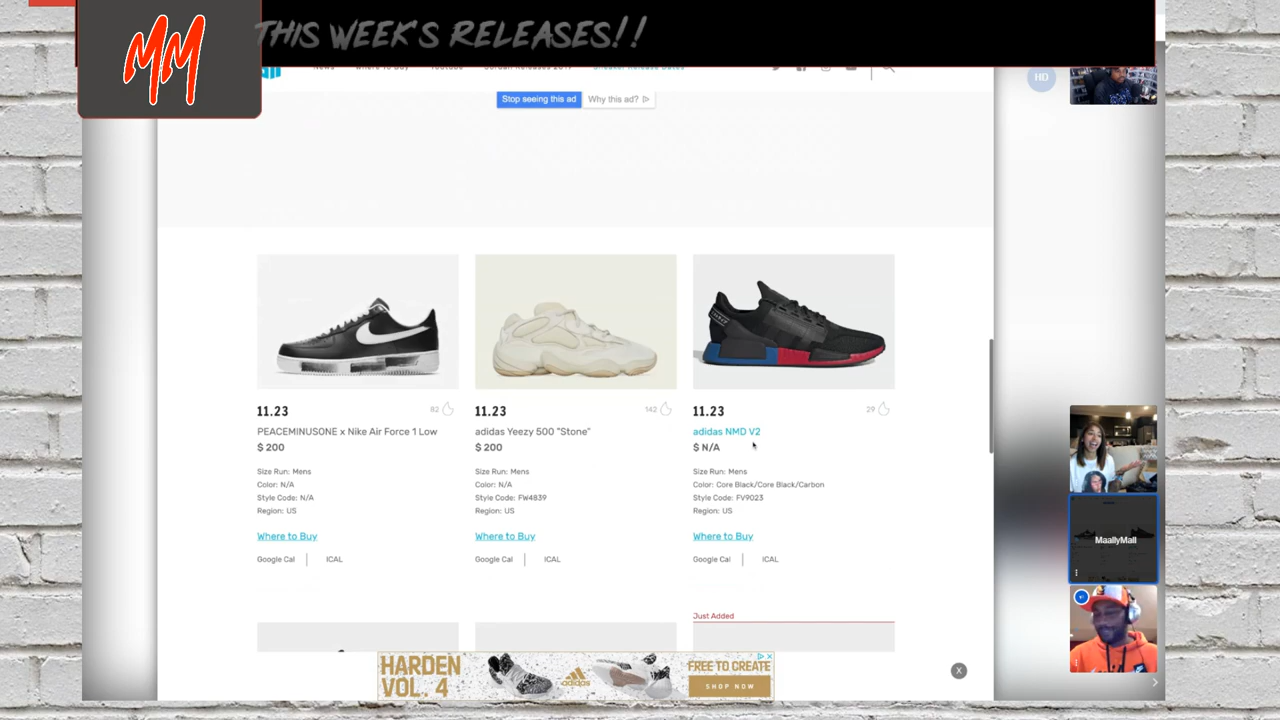 MM
THIS WEEK'S RELEASES!!
HD
Stop seeing this ad
Why this ad?
11.23
82
PEACEMINUSONE x Nike Air Force 1 Low
$ 200
Size Run: Mens
Color: N/A
Style Code: N/A
Region: US
Where to Buy
Google Cal
ICAL
11.23
142
adidas Yeezy 500 "Stone"
$ 200
Size Run: Mens
Color: N/A
Style Code: FW4839
Region: US
Where to Buy
Google Cal
ICAL
11.23
29
adidas NMD V2
$ N/A
Size Run: Mens
Color: Core Black/Core Black/Carbon
Style Code: FV9023
Region: US
Where to Buy
Google Cal
ICAL
Just Added
MaallyMall
HARDEN
VOL. 4
adidas
FREE TO CREATE
SHOP NOW
X